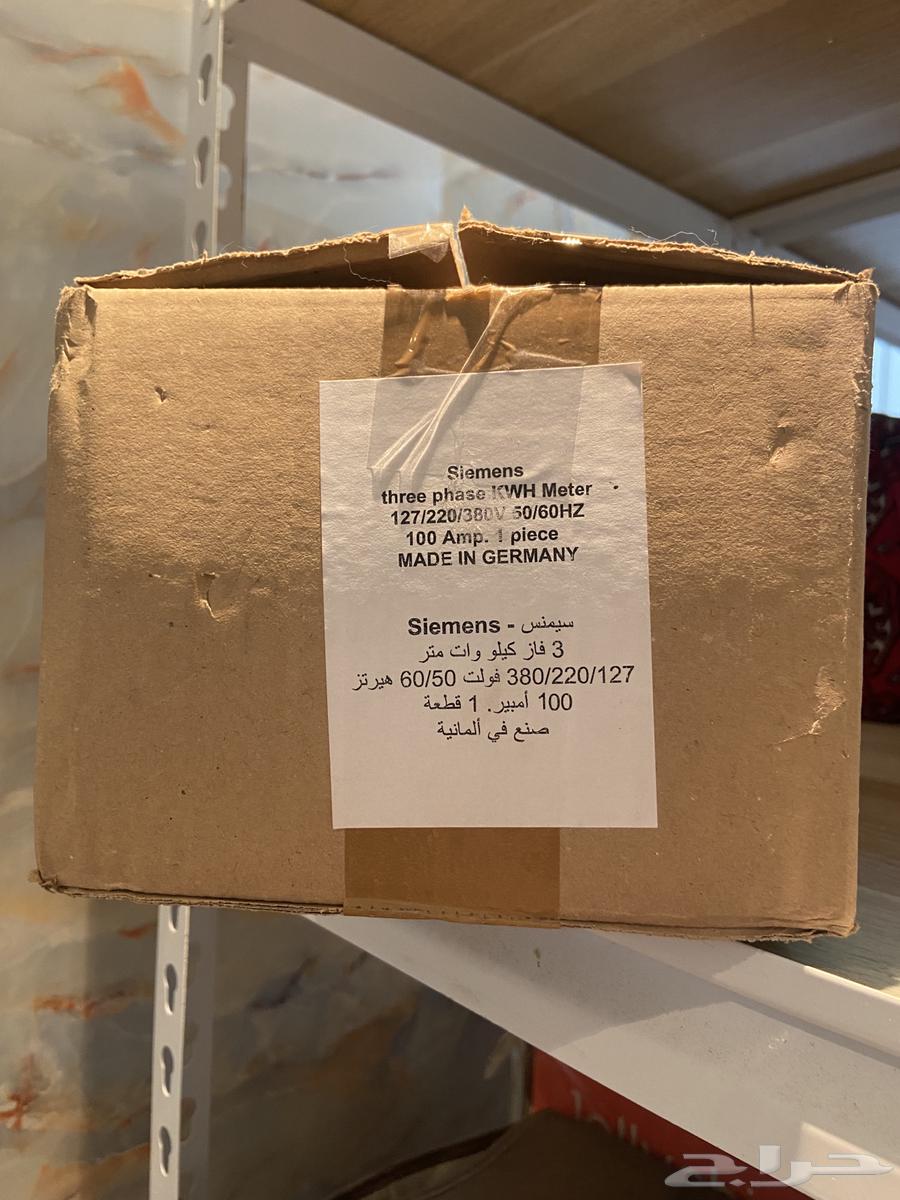 Siemens
three phase KWH Meter
127/220/380V 50/60HZ
100 Amp. 1 piece
MADE IN GERMANY
سيمنس - Siemens
3 فاز كيلو وات متر
380/220/127 فولت 60/50 هيرتز
100 أمبير. 1 قطعة
صنع في ألمانية
حراج